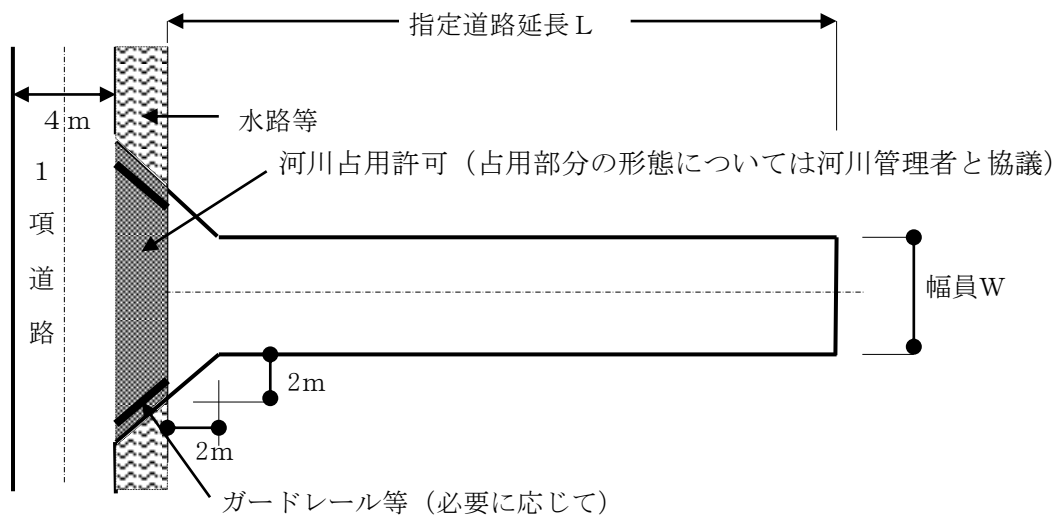 指定道路延長Ｌ
４ｍ
水路等
１項道路
河川占用許可（占用部分の形態については河川管理者と協議）
幅員Ｗ
2m
2m
ガードレール等（必要に応じて）